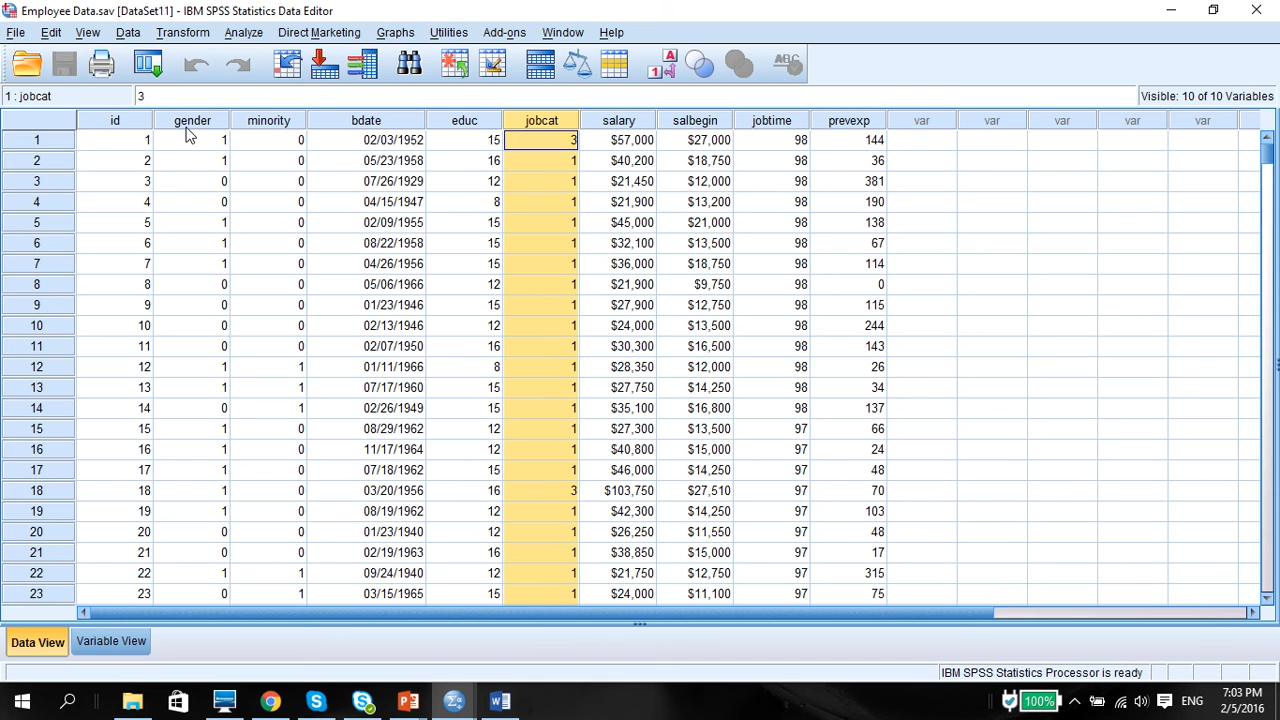 Employee Data.sav [DataSet11] - IBM SPSS Statistics Data Editor
File Edit View Data Transform Analyze Direct Marketing Graphs Utilities Add-ons Window Help
1 : jobcat 3 Visible: 10 of 10 Variables
id gender minority bdate educ jobcat salary salbegin jobtime prevexp var var var var var
1 1 1 0 02/03/1952 15 3 $57,000 $27,000 98 144
2 2 1 0 05/23/1958 16 1 $40,200 $18,750 98 36
3 3 0 0 07/26/1929 12 1 $21,450 $12,000 98 381
4 4 0 0 04/15/1947 8 1 $21,900 $13,200 98 190
5 5 1 0 02/09/1955 15 1 $45,000 $21,000 98 138
6 6 1 0 08/22/1958 15 1 $32,100 $13,500 98 67
7 7 1 0 04/26/1956 15 1 $36,000 $18,750 98 114
8 8 0 0 05/06/1966 12 1 $21,900 $9,750 98 0
9 9 0 0 01/23/1946 15 1 $27,900 $12,750 98 115
10 10 0 0 02/13/1946 12 1 $24,000 $13,500 98 244
11 11 0 0 02/07/1950 16 1 $30,300 $16,500 98 143
12 12 1 1 01/11/1966 8 1 $28,350 $12,000 98 26
13 13 1 1 07/17/1960 15 1 $27,750 $14,250 98 34
14 14 0 1 02/26/1949 15 1 $35,100 $16,800 98 137
15 15 1 0 08/29/1962 12 1 $27,300 $13,500 97 66
16 16 1 0 11/17/1964 12 1 $40,800 $15,000 97 24
17 17 1 0 07/18/1962 15 1 $46,000 $14,250 97 48
18 18 1 0 03/20/1956 16 3 $103,750 $27,510 97 70
19 19 1 0 08/19/1962 12 1 $42,300 $14,250 97 103
20 20 0 0 01/23/1940 12 1 $26,250 $11,550 97 48
21 21 0 0 02/19/1963 16 1 $38,850 $15,000 97 17
22 22 1 1 09/24/1940 12 1 $21,750 $12,750 97 315
23 23 0 1 03/15/1965 15 1 $24,000 $11,100 97 75
Data View Variable View
IBM SPSS Statistics Processor is ready
100% ENG 7:03 PM
2/5/2016